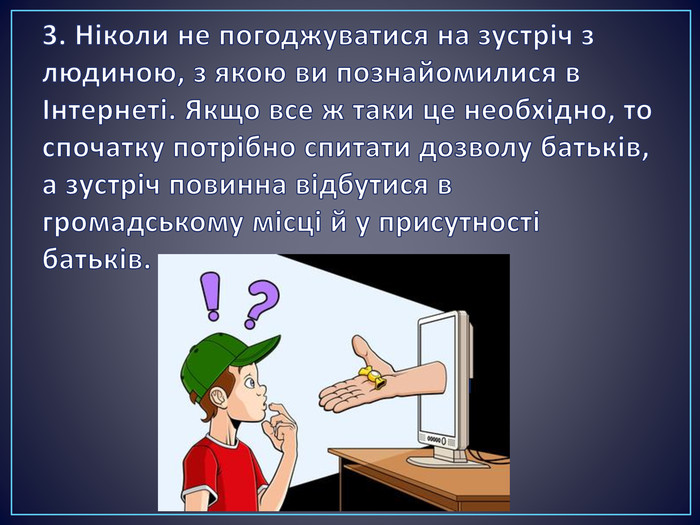 3. Ніколи не погоджуватися на зустріч з
людиною, з якою ви познайомилися в
Інтернеті. Якщо все ж таки це необхідно, то
спочатку потрібно спитати дозволу батьків,
а зустріч повинна відбутися в
громадському місці й у присутності
батьків.
! ?